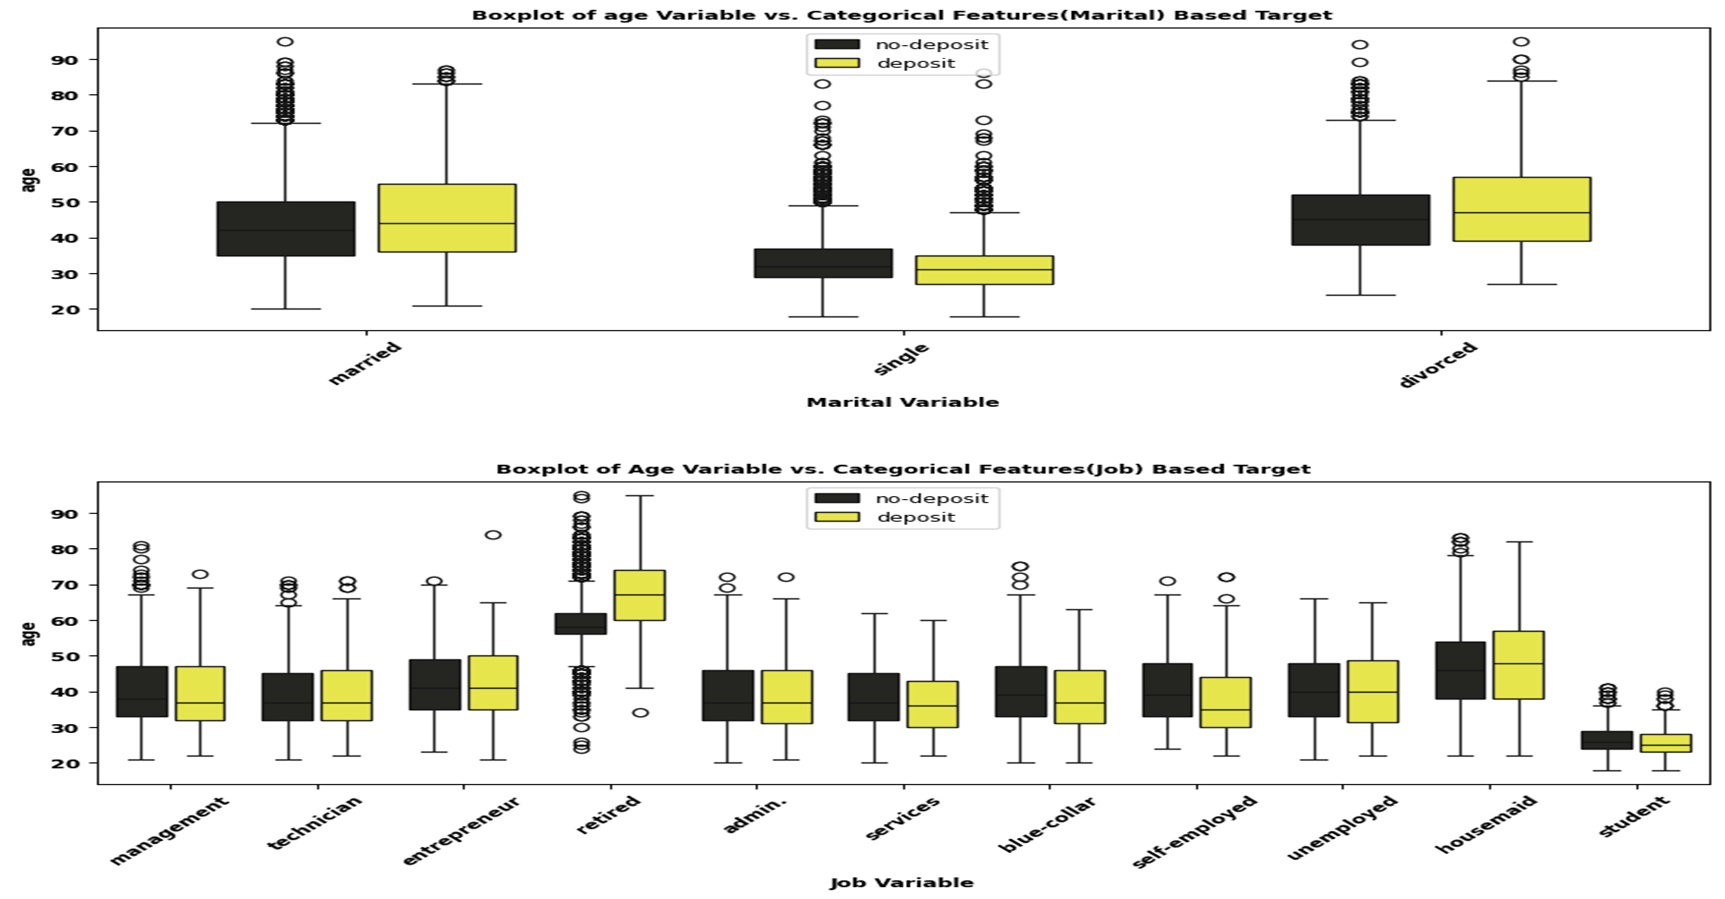 Boxplot of age Variable vs. Categorical Features(Marital) Based Target
no-deposit
deposit
90
80
70
60
50
40
30
20
age
married
single
divorced
Marital Variable
Boxplot of Age Variable vs. Categorical Features(Job) Based Target
no-deposit
deposit
90
80
70
60
50
40
30
20
age
management
technician
entrepreneur
retired
admin.
services
blue-collar
self-employed
unemployed
housemaid
student
Job Variable